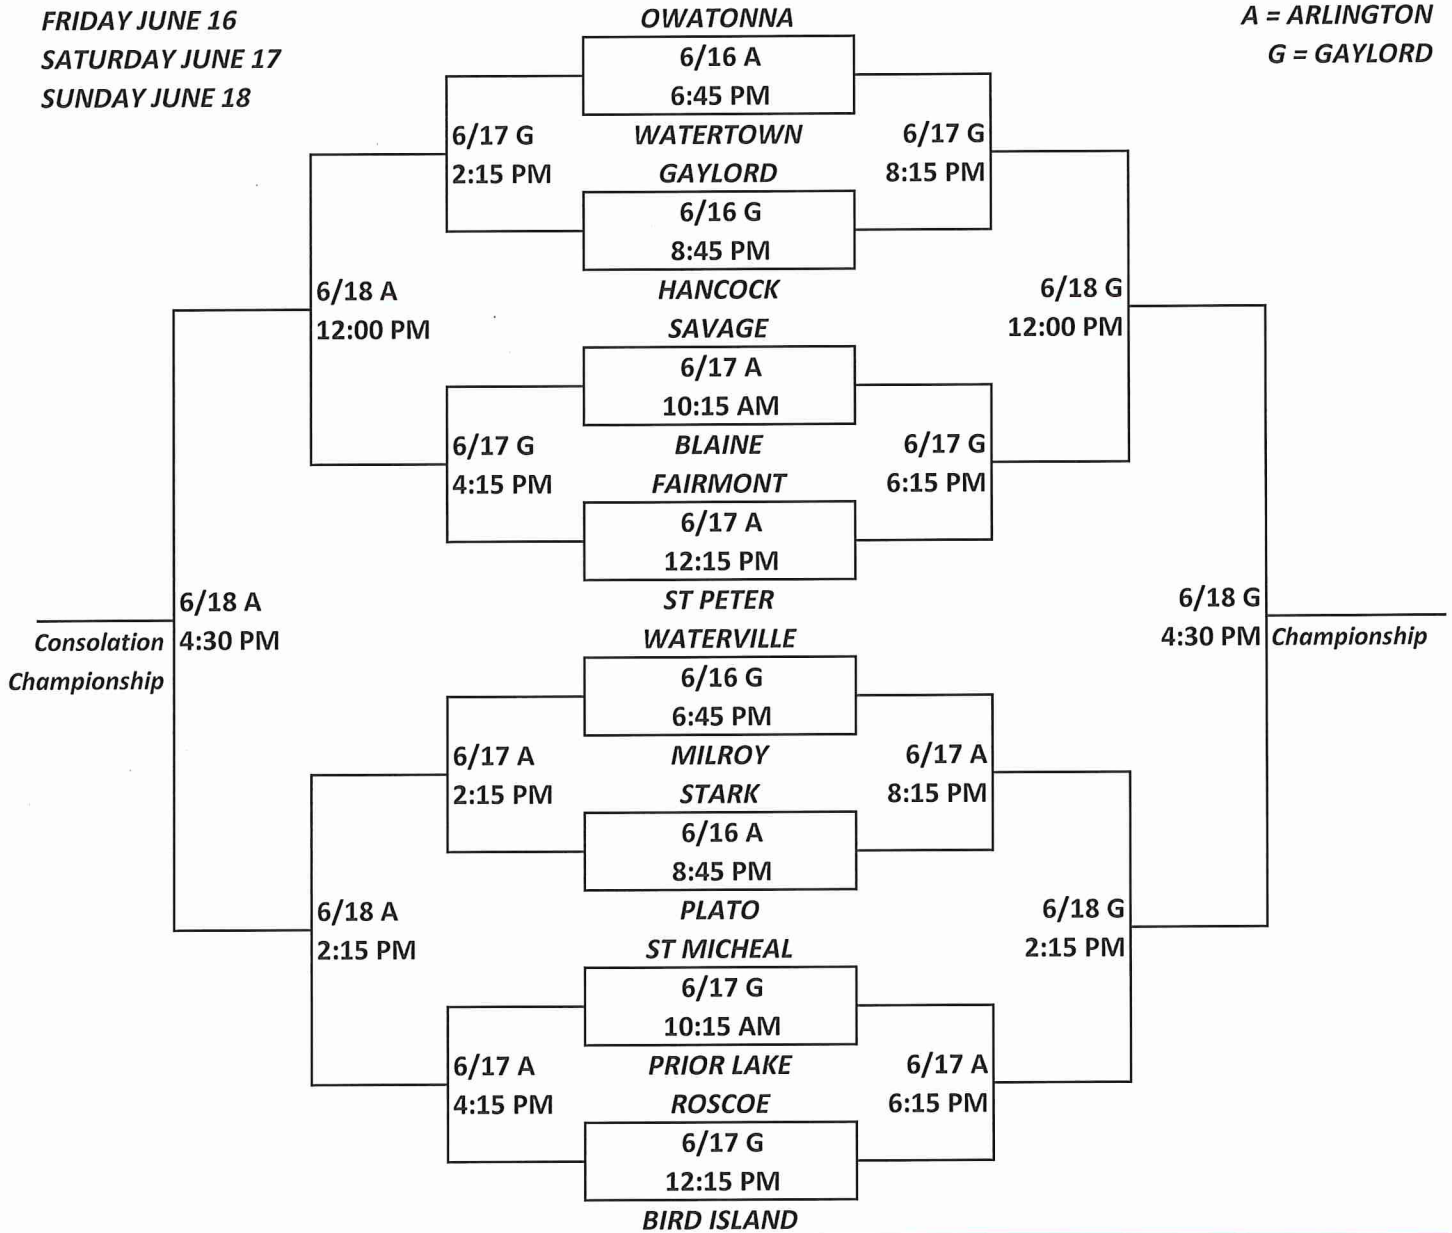 FRIDAY JUNE 16
SATURDAY JUNE 17
SUNDAY JUNE 18
A = ARLINGTON
G = GAYLORD
OWATONNA
6/16 A
6:45 PM
WATERTOWN
GAYLORD
6/16 G
8:45 PM
HANCOCK
SAVAGE
6/17 A
10:15 AM
BLAINE
FAIRMONT
6/17 A
12:15 PM
ST PETER
WATERVILLE
6/16 G
6:45 PM
MILROY
STARK
6/16 A
8:45 PM
PLATO
ST MICHEAL
6/17 G
10:15 AM
PRIOR LAKE
ROSCOE
6/17 G
12:15 PM
BIRD ISLAND
6/17 G
2:15 PM
6/17 G
4:15 PM
6/17 A
2:15 PM
6/17 A
4:15 PM
6/18 A
12:00 PM
6/18 A
2:15 PM
6/18 A
4:30 PM
Consolation
Championship
6/17 G
8:15 PM
6/17 G
6:15 PM
6/17 A
8:15 PM
6/17 A
6:15 PM
6/18 G
12:00 PM
6/18 G
2:15 PM
6/18 G
4:30 PM
Championship